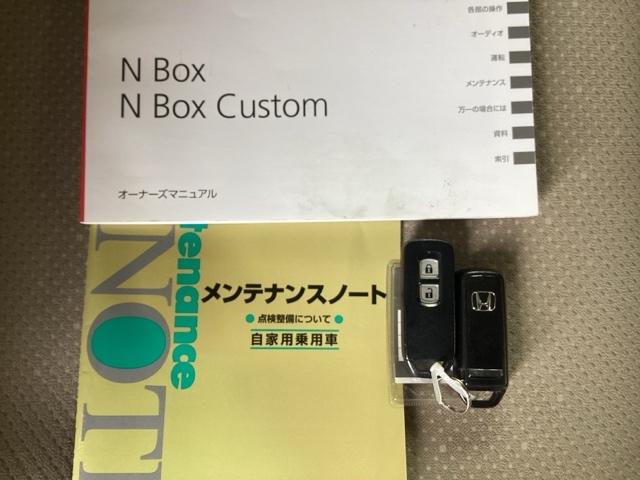 各部の操作
オーディオ
運転
メンテナンス
万一の場合には
資料
索引
N Box
N Box Custom
オーナーズマニュアル
tenance
NOT
メンテナンスノート
点検整備について
自家用乗用車